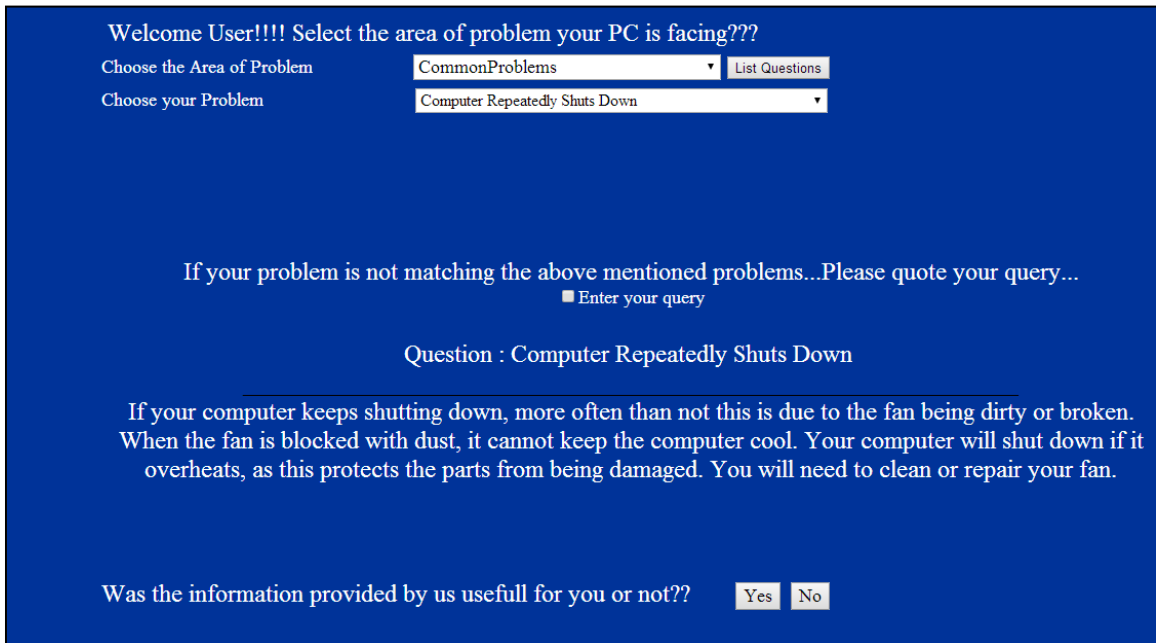 Welcome User!!!! Select the area of problem your PC is facing???
Choose the Area of Problem CommonProblems List Questions
Choose your Problem Computer Repeatedly Shuts Down
If your problem is not matching the above mentioned problems...Please quote your query...
Enter your query
Question : Computer Repeatedly Shuts Down
If your computer keeps shutting down, more often than not this is due to the fan being dirty or broken.
When the fan is blocked with dust, it cannot keep the computer cool. Your computer will shut down if it
overheats, as this protects the parts from being damaged. You will need to clean or repair your fan.
Was the information provided by us usefull for you or not?? Yes No